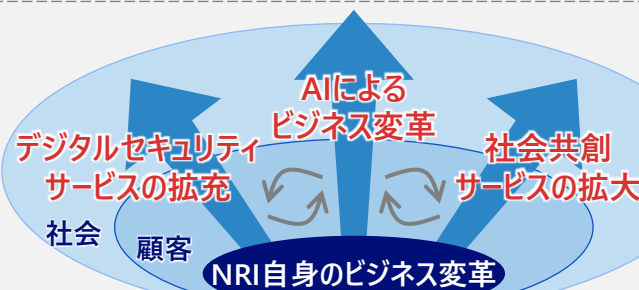 AIによる
ビジネス変革
デジタルセキュリティ
サービスの拡充
社会共創
サービスの拡大
社会
顧客
NRI自身のビジネス変革